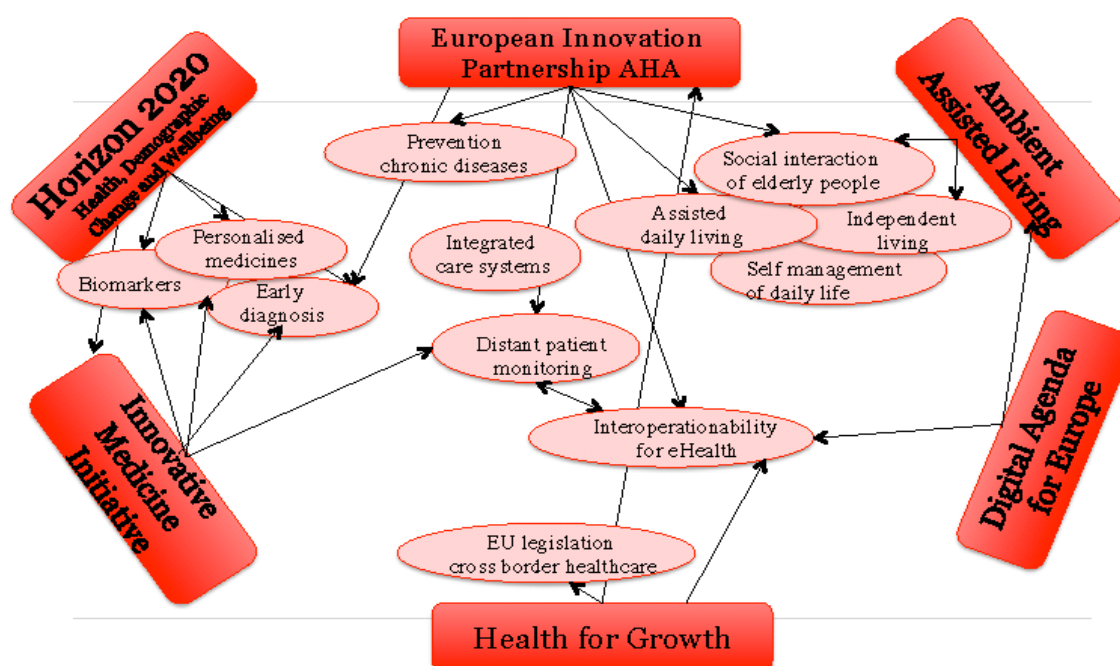 European Innovation
Partnership AHA
Horizon 2020
Health, Demographic
Change and Wellbeing
Ambient
Assisted Living
Prevention
chronic diseases
Social interaction
of elderly people
Assisted
daily living
Independent
living
Self management
of daily life
Personalised
medicines
Integrated
care systems
Biomarkers
Early
diagnosis
Distant patient
monitoring
Interoperationability
for eHealth
Innovative
Medicine
Initiative
Digital Agenda
for Europe
EU legislation
cross border healthcare
Health for Growth